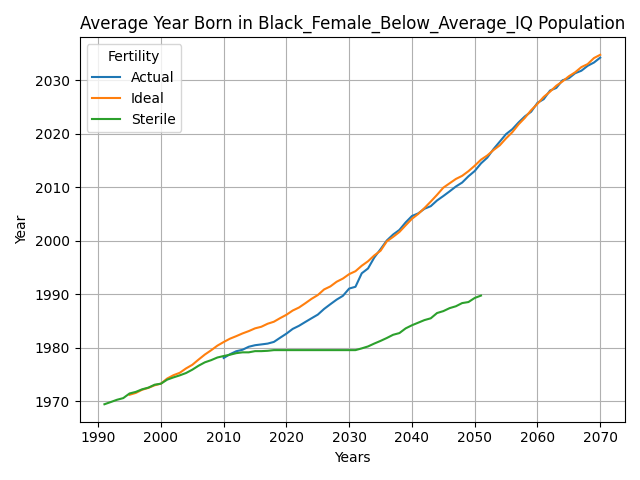 Average Year Born in Black_Female_Below_Average_IQ Population
Fertility
Actual
Ideal
Sterile
Year
2030
2020
2010
2000
1990
1980
1970
1990 2000 2010 2020 2030 2040 2050 2060 2070
Years